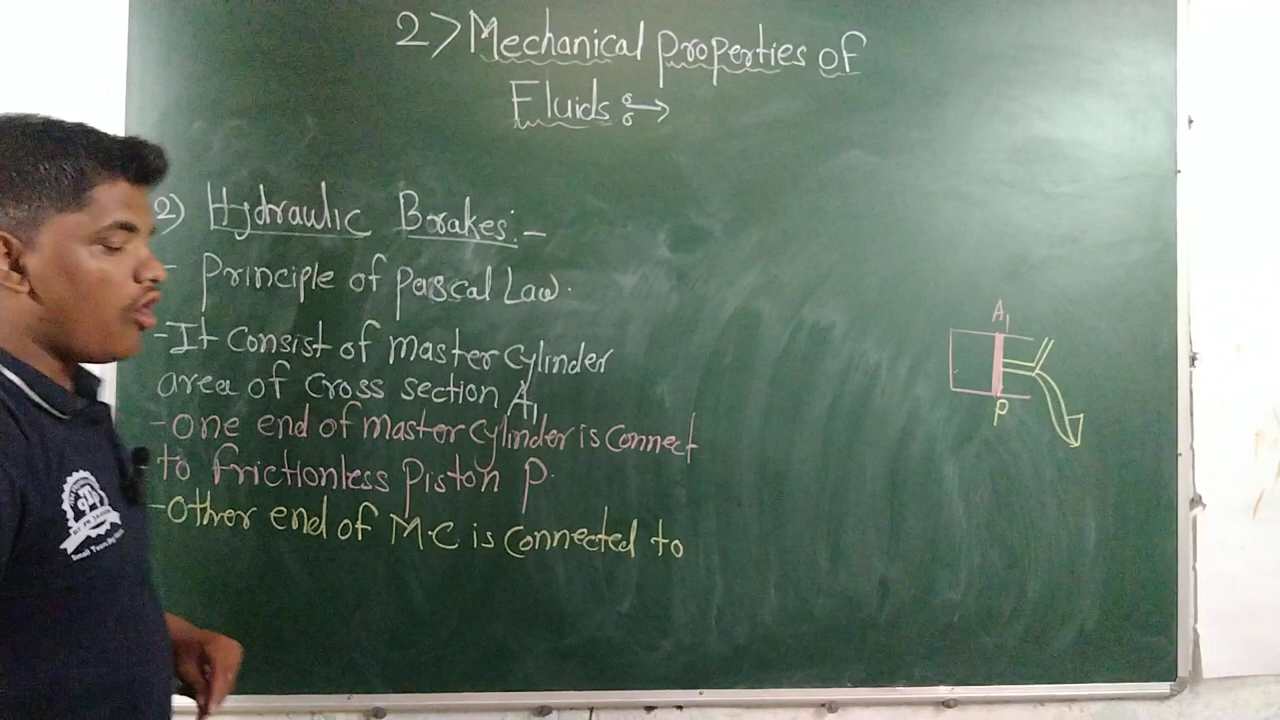 2> Mechanical properties of
Fluids :→
2) Hydraulic Brakes:-
- Principle of pascal Law.
- It consist of master cylinder
area of cross section A1
- One end of master cylinder is connect
- to frictionless Piston P.
- Other end of M.C is connected to
A1
P